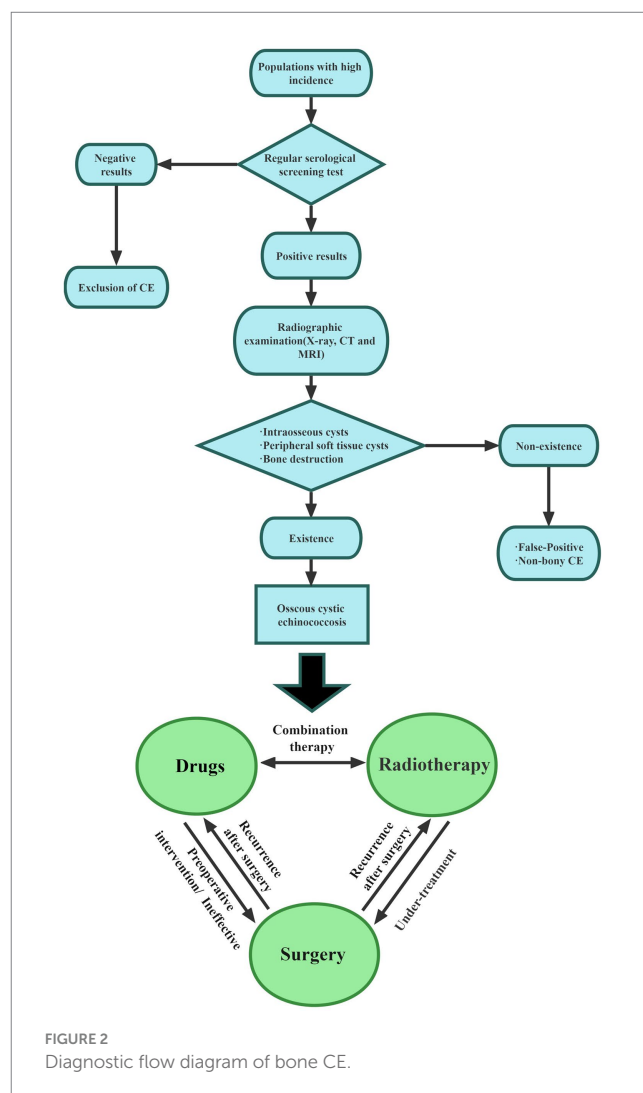 Populations with high
incidence
Negative
results
Regular serological
screening test
Positive results
Exclusion of CE
Radiographic
examination(X-ray, CT and
MRI)
·Intraosseous cysts
·Peripheral soft tissue cysts
·Bone destruction
Non-existence
Existence
·False-Positive
·Non-bony CE
Osscous cystic
echinococcosis
Combination
therapy
Drugs
Radiotherapy
Recurrence
after surgery
Preoperative
intervention/ Ineffective
Recurrence
after surgery
Under-treatment
Surgery
FIGURE 2
Diagnostic flow diagram of bone CE.